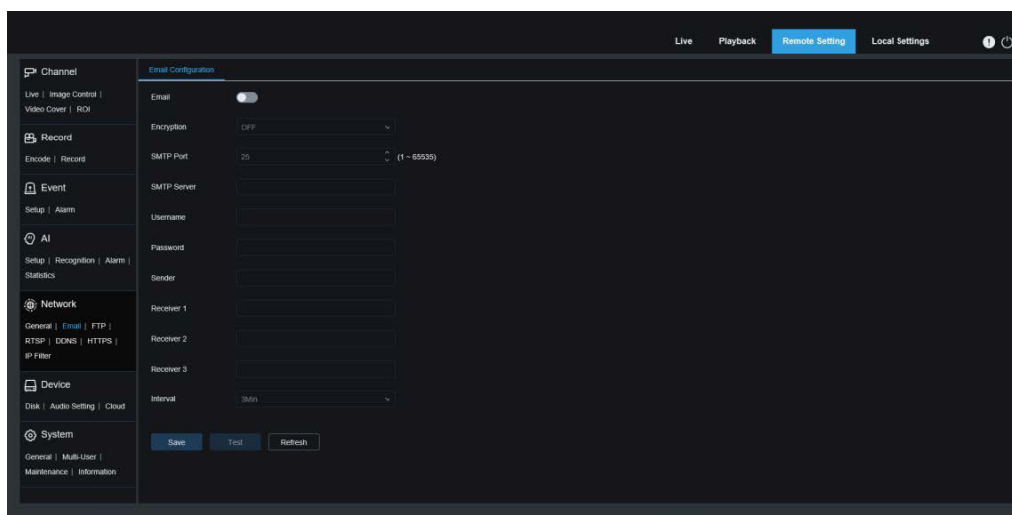 Live Playback Remote Setting Local Settings
Channel
Live | Image Control |
Video Cover | ROI
Record
Encode | Record
Event
Setup | Alarm
AI
Setup | Recognition | Alarm |
Statistics
Network
General | Email | FTP |
RTSP | DDNS | HTTPS |
IP Filter
Device
Disk | Audio Setting | Cloud
System
General | Multi-User |
Maintenance | Information
Email Configuration
Email
Encryption OFF
SMTP Port 25 (1 ~ 65535)
SMTP Server
Username
Password
Sender
Receiver 1
Receiver 2
Receiver 3
Interval 3Min
Save Test Refresh